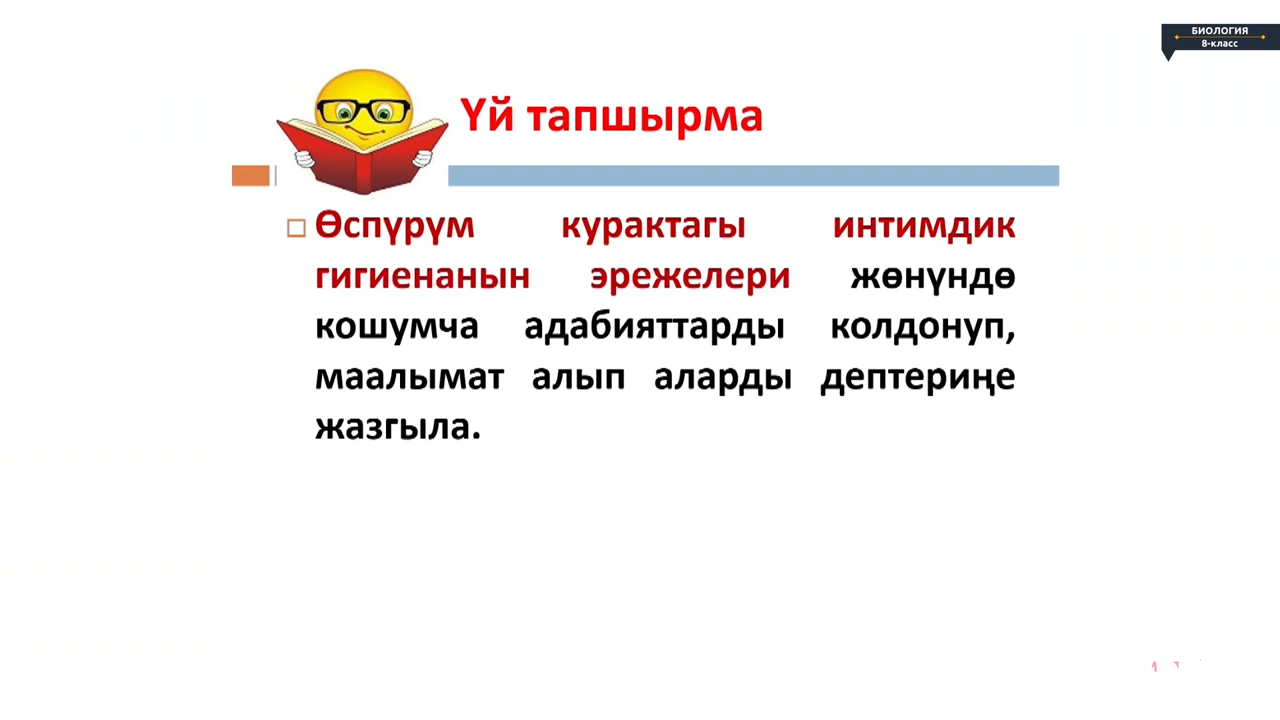 БИОЛОГИЯ
8-класс
Үй тапшырма
Өспүрүм курактагы интимдик
гигиенанын эрежелери жөнүндө
кошумча адабияттарды колдонуп,
маалымат алып аларды дептериңе
жазгыла.